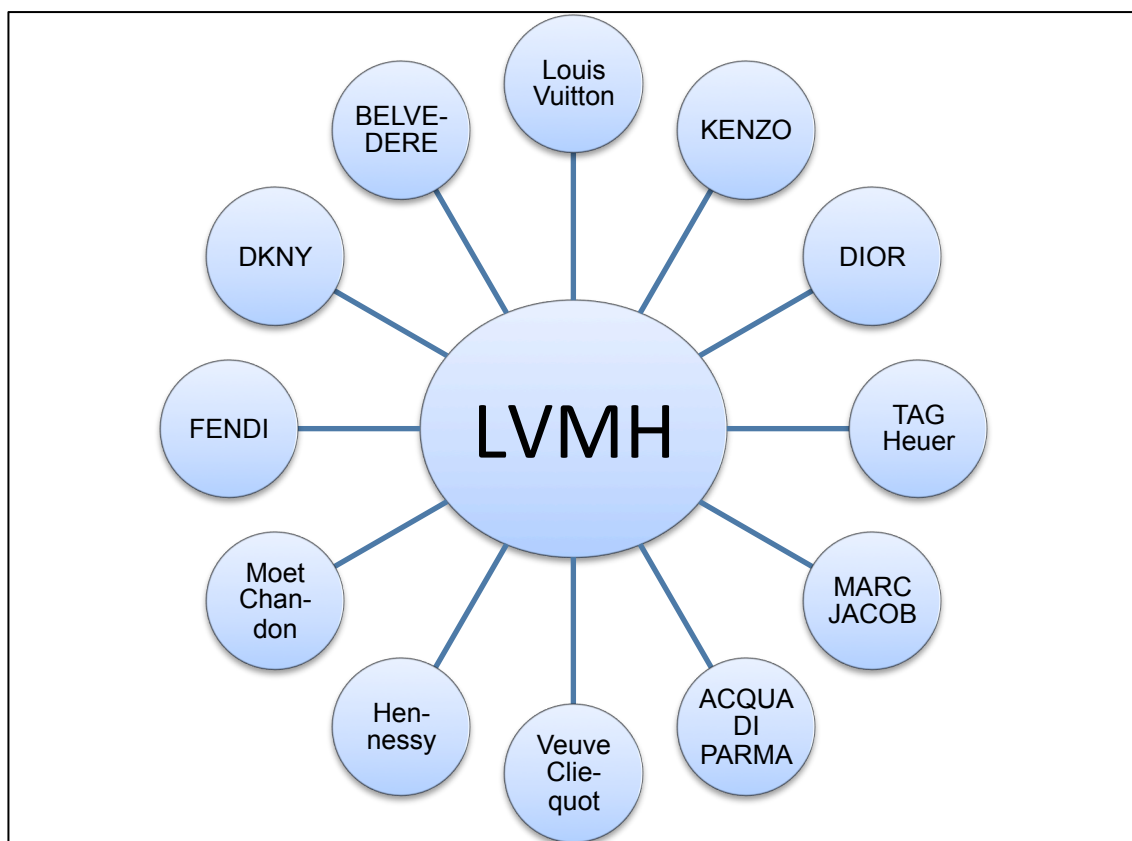 Louis
Vuitton
KENZO
DIOR
TAG
Heuer
MARC
JACOB
ACQUA
DI
PARMA
Veuve
Clie-
quot
Hen-
nessy
Moet
Chan-
don
FENDI
DKNY
BELVE-
DERE
LVMH